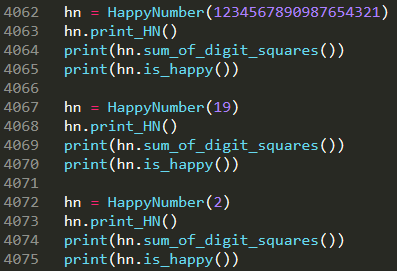 4062 hn = HappyNumber(1234567890987654321)
4063 hn.print_HN()
4064 print(hn.sum_of_digit_squares())
4065 print(hn.is_happy())
4066
4067 hn = HappyNumber(19)
4068 hn.print_HN()
4069 print(hn.sum_of_digit_squares())
4070 print(hn.is_happy())
4071
4072 hn = HappyNumber(2)
4073 hn.print_HN()
4074 print(hn.sum_of_digit_squares())
4075 print(hn.is_happy())